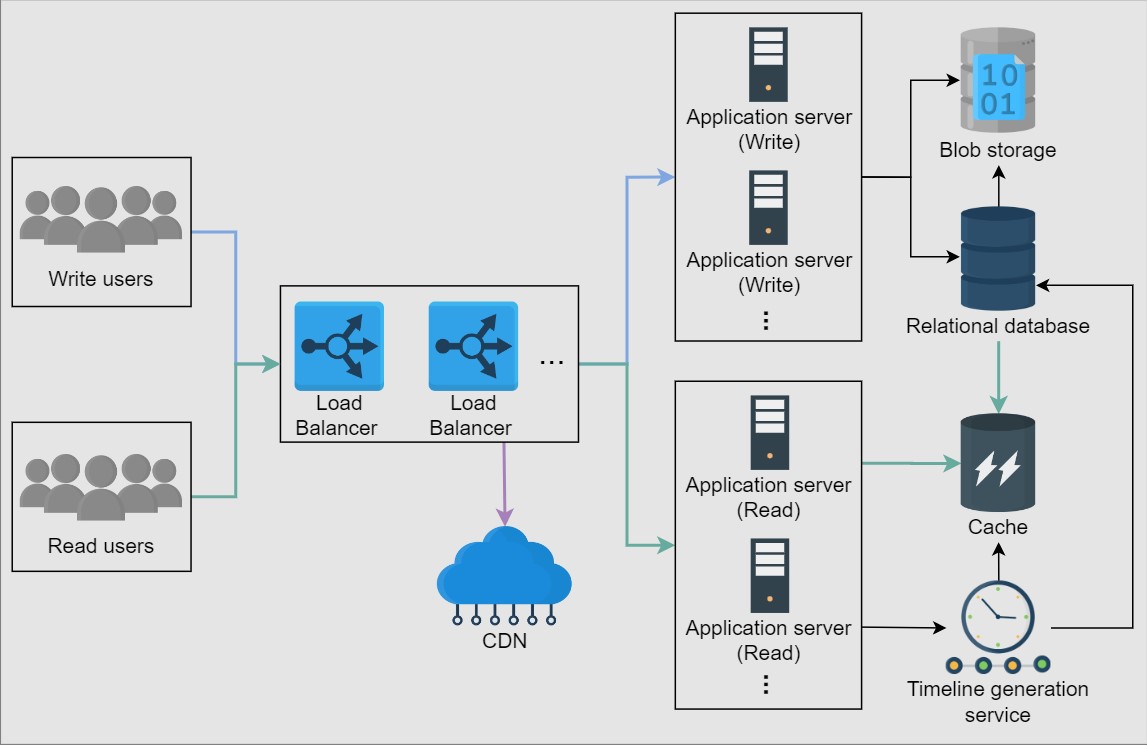 Write users
Read users
Load
Balancer
Load
Balancer
...
CDN
Application server
(Write)
Application server
(Write)
...
Application server
(Read)
Application server
(Read)
...
10
01
Blob storage
Relational database
Cache
Timeline generation
service